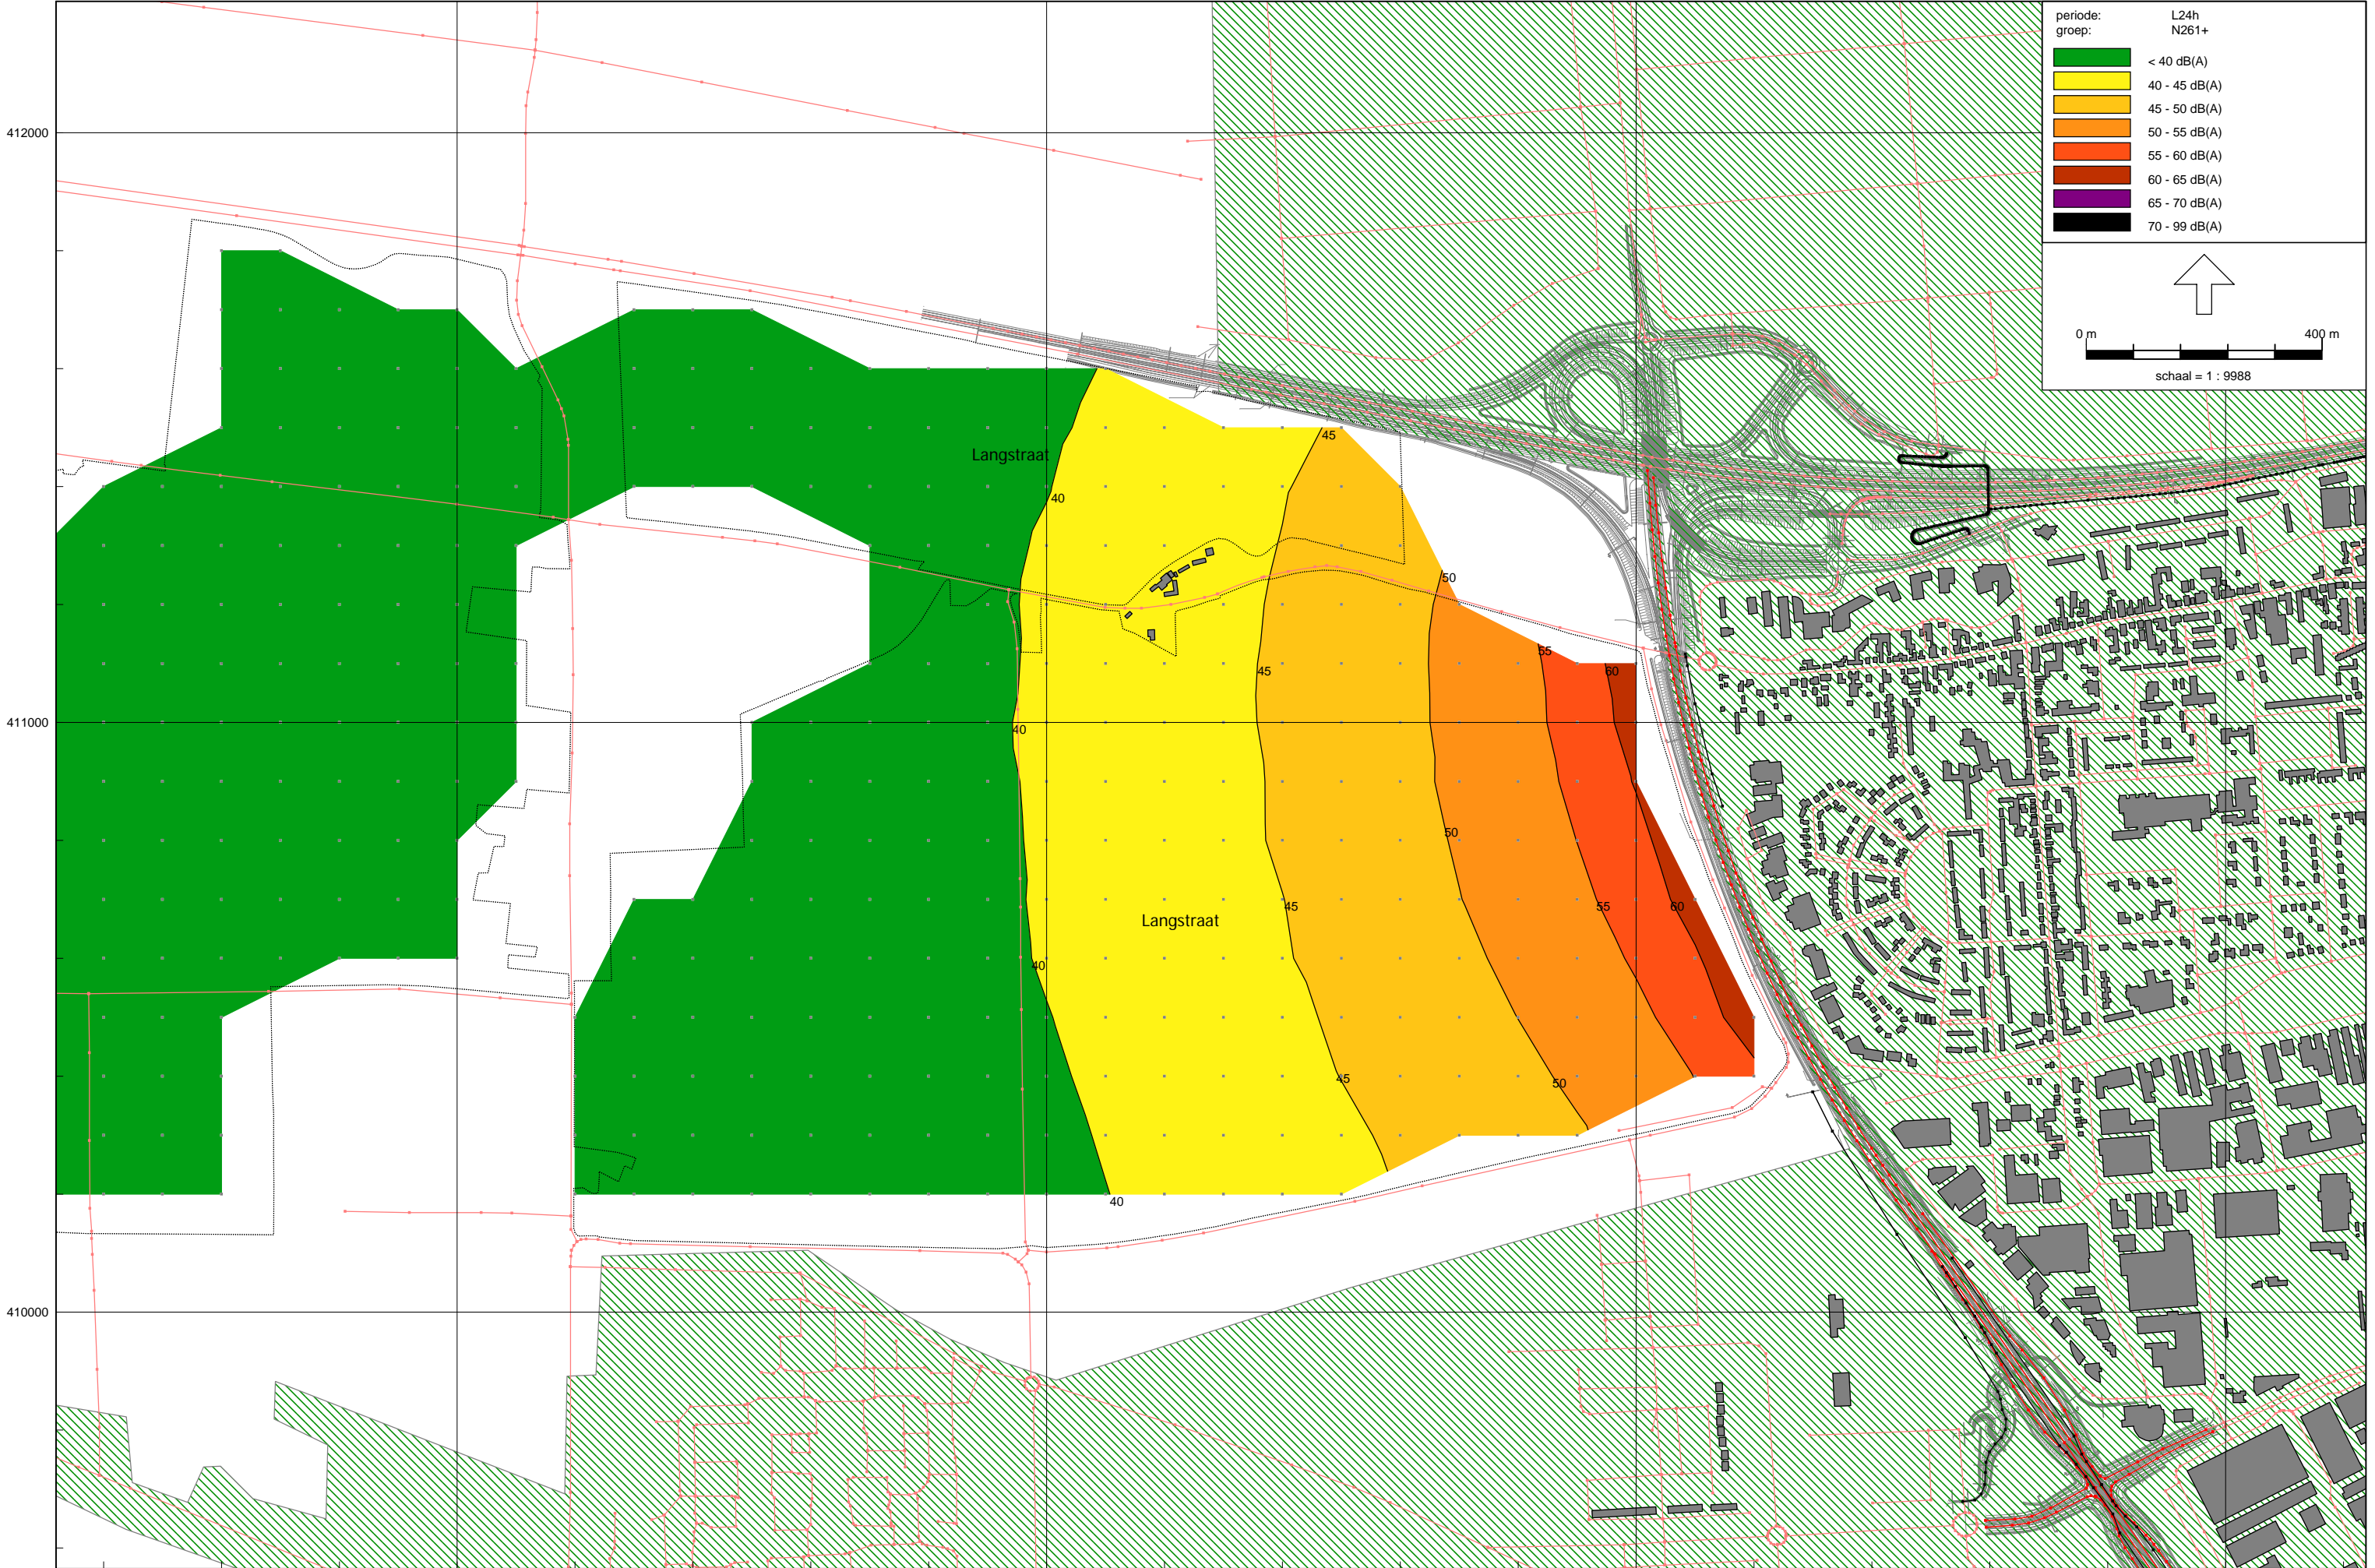 periode: L24h
groep: N261+
< 40 dB(A)
40 - 45 dB(A)
45 - 50 dB(A)
50 - 55 dB(A)
55 - 60 dB(A)
60 - 65 dB(A)
65 - 70 dB(A)
70 - 99 dB(A)
0 m 400 m
schaal = 1 : 9988
412000
45
Langstraat
40
50
55
45
60
411000
40
50
45
55
60
Langstraat
40
45
50
40
410000